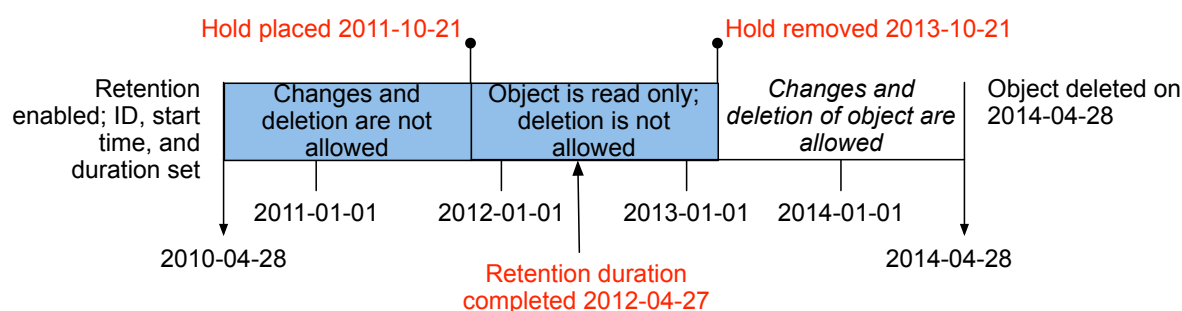 Hold placed 2011-10-21
Hold removed 2013-10-21
Retention
enabled; ID, start
time, and
duration set
Changes and
deletion are not
allowed
Object is read only;
deletion is not
allowed
Changes and
deletion of object are
allowed
Object deleted on
2014-04-28
2011-01-01
2012-01-01
2013-01-01
2014-01-01
2010-04-28
2014-04-28
Retention duration
completed 2012-04-27